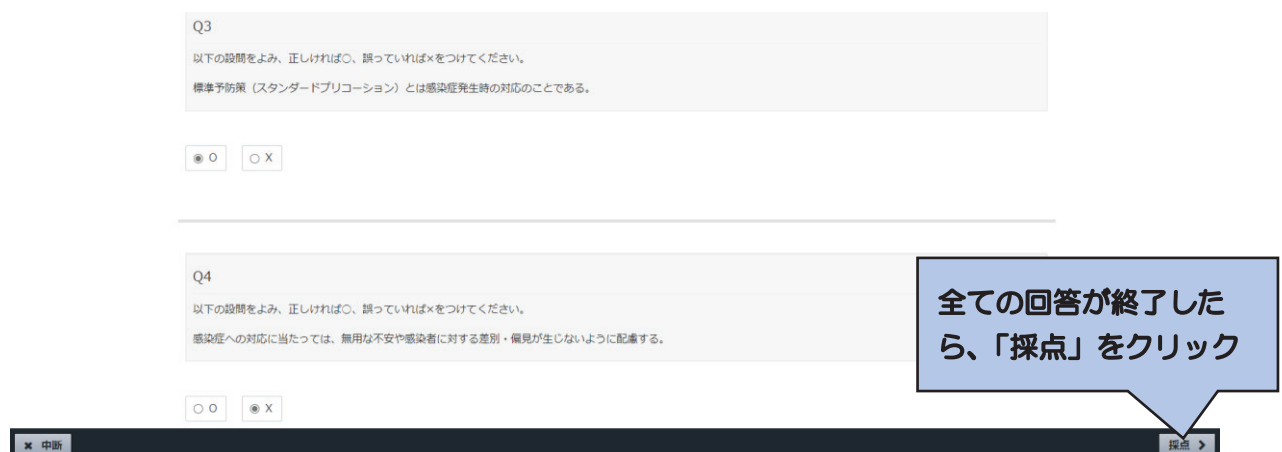 Q3
以下の設問をよみ、正しければ○、誤っていれば×をつけてください。
標準予防策（スタンダードプリコーション）とは感染症発生時の対応のことである。
O X
Q4
以下の設問をよみ、正しければ○、誤っていれば×をつけてください。
感染症への対応に当たっては、無用な不安や感染者に対する差別・偏見が生じないように配慮する。
全ての回答が終了した
ら、「採点」をクリック
O X
× 中断 採点 >